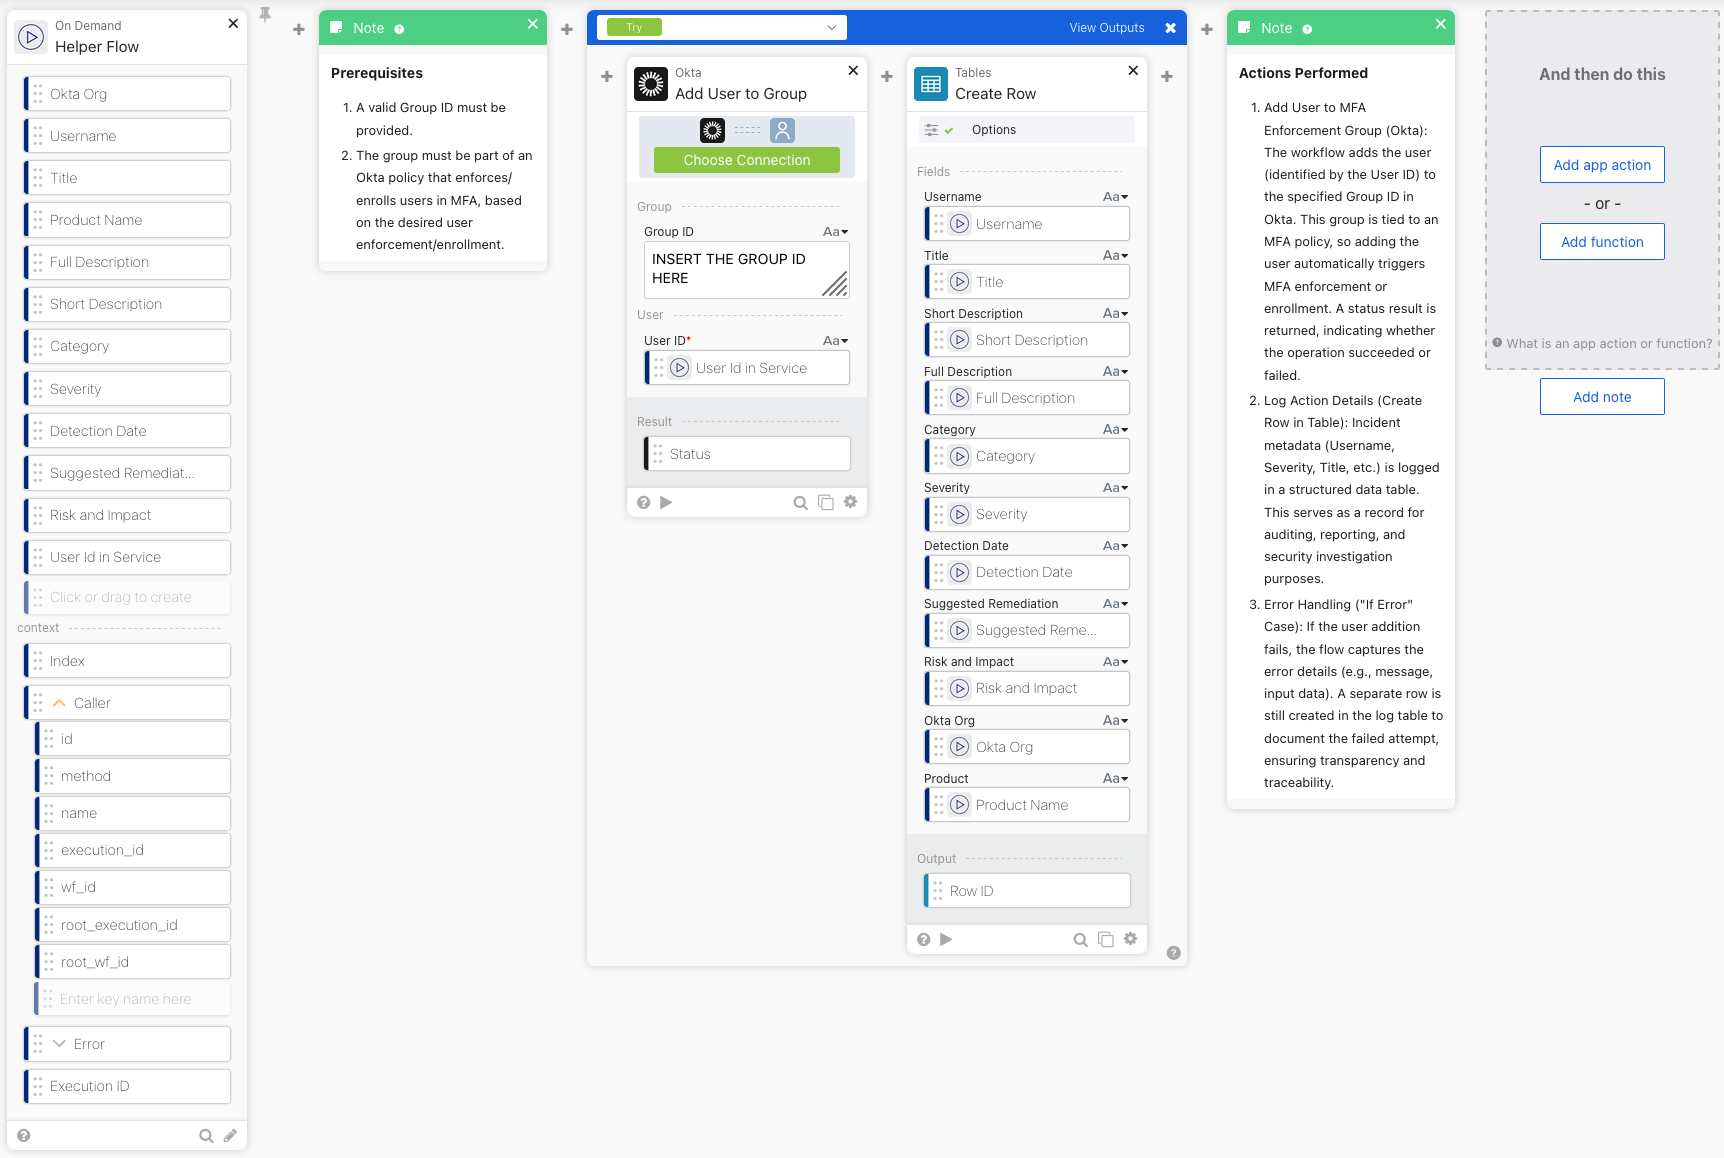 On Demand
Helper Flow
Okta Org
Username
Title
Product Name
Full Description
Short Description
Category
Severity
Detection Date
Suggested Remediat...
Risk and Impact
User Id in Service
Click or drag to create
context
Index
Caller
id
method
name
execution_id
wf_id
root_execution_id
root_wf_id
Enter key name here
Error
Execution ID
Note
Prerequisites
1. A valid Group ID must be
provided.
2. The group must be part of an
Okta policy that enforces/
enrolls users in MFA, based
on the desired user
enforcement/enrollment.
Try
View Outputs
Okta
Add User to Group
Choose Connection
Group
Group ID Aa
INSERT THE GROUP ID
HERE
User
User ID* Aa
User Id in Service
Result
Status
Tables
Create Row
Options
Fields
Username Aa
Username
Title Aa
Title
Short Description Aa
Short Description
Full Description Aa
Full Description
Category Aa
Category
Severity Aa
Severity
Detection Date Aa
Detection Date
Suggested Remediation Aa
Suggested Reme...
Risk and Impact Aa
Risk and Impact
Okta Org Aa
Okta Org
Product Aa
Product Name
Output
Row ID
Note
Actions Performed
1. Add User to MFA
Enforcement Group (Okta):
The workflow adds the user
(identified by the User ID) to
the specified Group ID in
Okta. This group is tied to an
MFA policy, so adding the
user automatically triggers
MFA enforcement or
enrollment. A status result is
returned, indicating whether
the operation succeeded or
failed.
2. Log Action Details (Create
Row in Table): Incident
metadata (Username,
Severity, Title, etc.) is logged
in a structured data table.
This serves as a record for
auditing, reporting, and
security investigation
purposes.
3. Error Handling ("If Error"
Case): If the user addition
fails, the flow captures the
error details (e.g., message,
input data). A separate row is
still created in the log table to
document the failed attempt,
ensuring transparency and
traceability.
And then do this
Add app action
- or -
Add function
What is an app action or function?
Add note